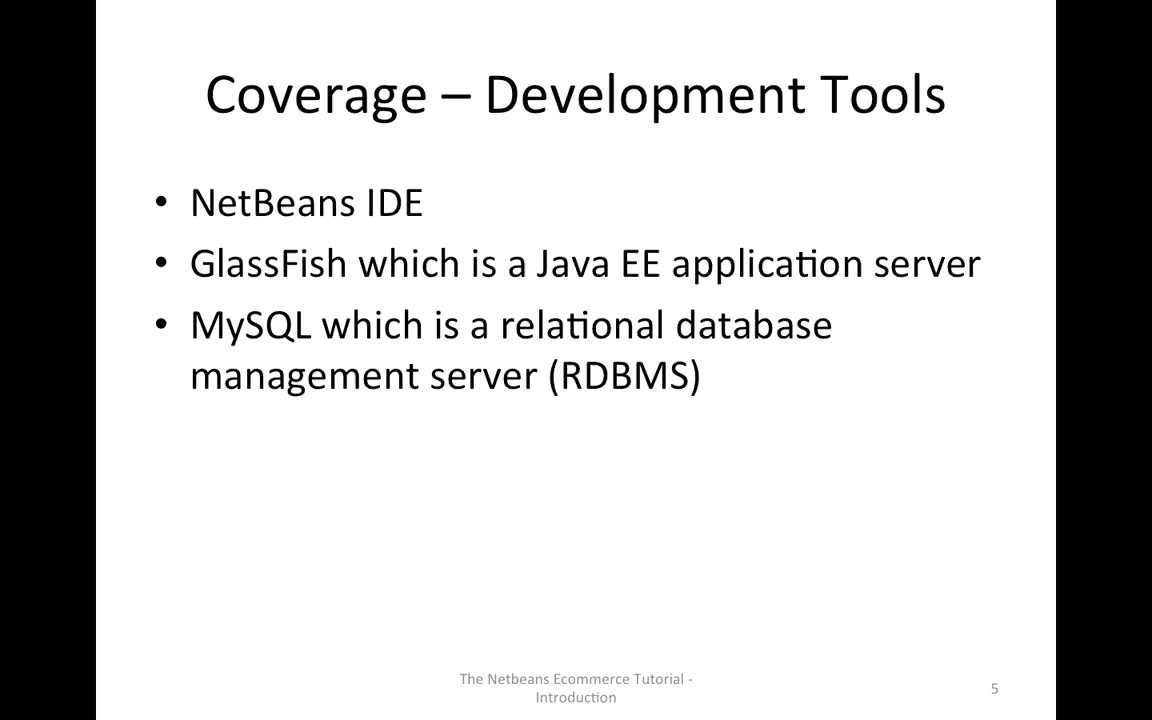 Coverage – Development Tools
• NetBeans IDE
• GlassFish which is a Java EE application server
• MySQL which is a relational database
management server (RDBMS)
The Netbeans Ecommerce Tutorial -
Introduction
5